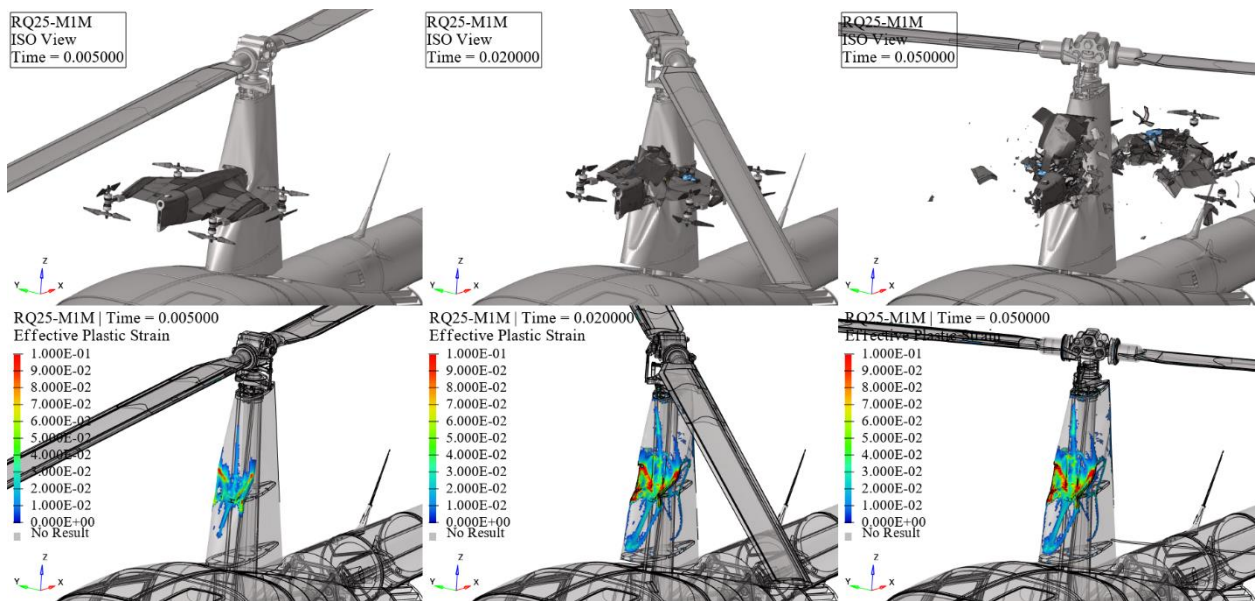 RQ25-M1M
ISO View
Time = 0.005000
Z
Y
X
RQ25-M1M
ISO View
Time = 0.020000
Z
Y
X
RQ25-M1M
ISO View
Time = 0.050000
Z
Y
X
RQ25-M1M | Time = 0.005000
Effective Plastic Strain
1.000E-01
9.000E-02
8.000E-02
7.000E-02
6.000E-02
5.000E-02
4.000E-02
3.000E-02
2.000E-02
1.000E-02
0.000E+00
No Result
Z
Y
X
RQ25-M1M | Time = 0.020000
Effective Plastic Strain
1.000E-01
9.000E-02
8.000E-02
7.000E-02
6.000E-02
5.000E-02
4.000E-02
3.000E-02
2.000E-02
1.000E-02
0.000E+00
No Result
Z
Y
X
RQ25-M1M | Time = 0.050000
Effective Plastic Strain
1.000E-01
9.000E-02
8.000E-02
7.000E-02
6.000E-02
5.000E-02
4.000E-02
3.000E-02
2.000E-02
1.000E-02
0.000E+00
No Result
Z
Y
X